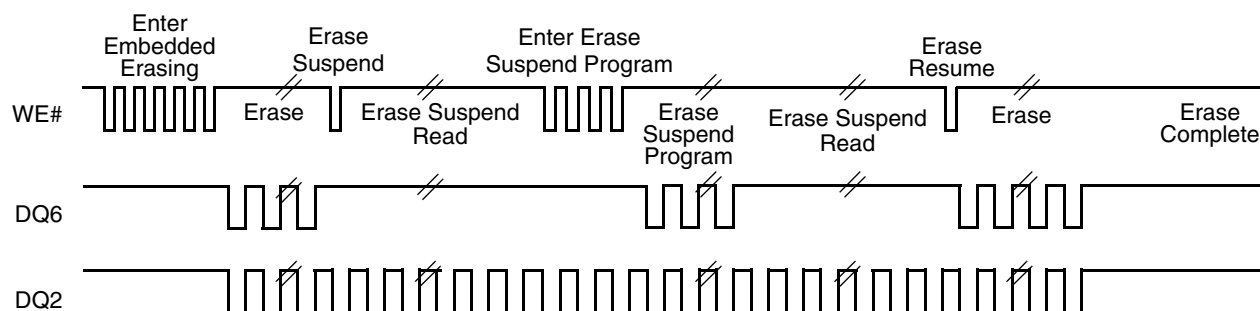 Enter
Embedded
Erasing
Erase
Suspend
Enter Erase
Suspend Program
Erase
Resume
WE#
Erase
Erase Suspend
Read
Erase
Suspend
Program
Erase Suspend
Read
Erase
Erase
Complete
DQ6
DQ2